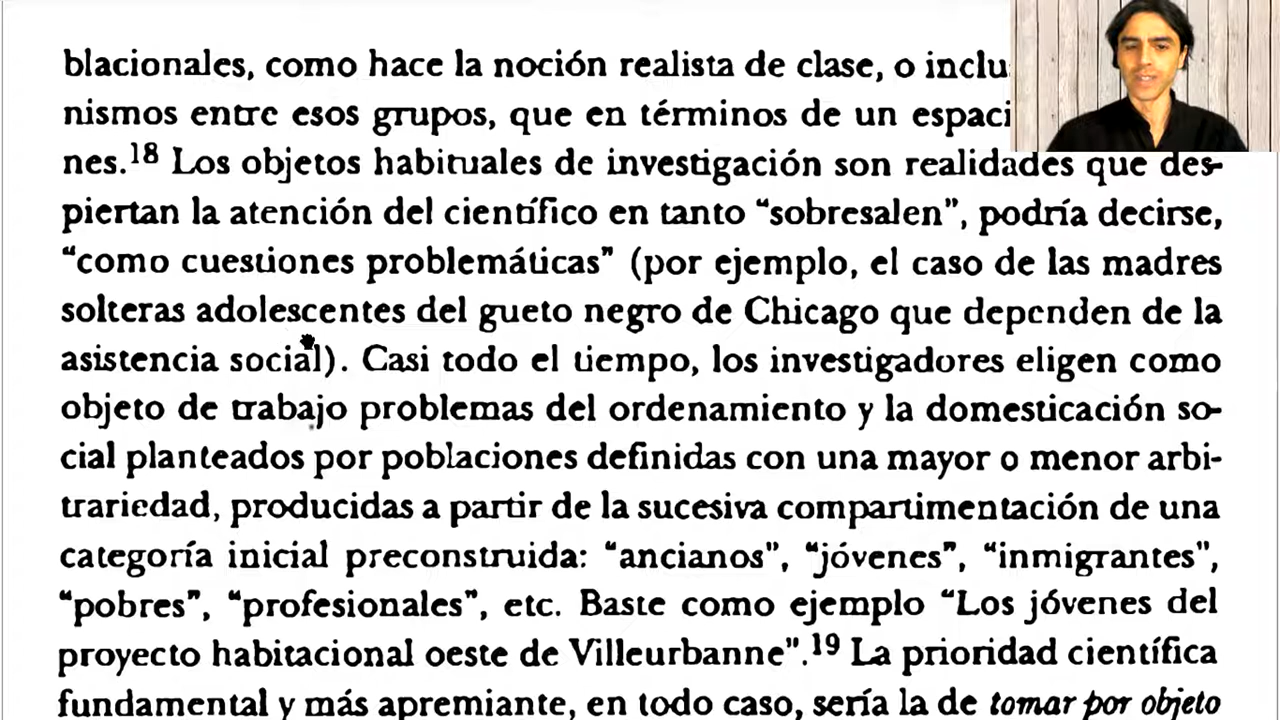 blacionales, como hace la noción realista de clase, o inclu
nismos entre esos grupos, que en términos de un espaci
nes.18 Los objetos habituales de investigación son realidades que des-
piertan la atención del científico en tanto “sobresalen”, podría decirse,
“como cuestiones problemáticas” (por ejemplo, el caso de las madres
solteras adolescentes del gueto negro de Chicago que dependen de la
asistencia social). Casi todo el tiempo, los investigadores eligen como
objeto de trabajo problemas del ordenamiento y la domesticación so-
cial planteados por poblaciones definidas con una mayor o menor arbi-
trariedad, producidas a partir de la sucesiva compartimentación de una
categoría inicial preconstruida: “ancianos”, “jóvenes”, “inmigrantes”,
“pobres”, “profesionales”, etc. Baste como ejemplo “Los jóvenes del
proyecto habitacional oeste de Villeurbanne”.19 La prioridad científica
fundamental y más apremiante, en todo caso, sería la de tomar por objeto